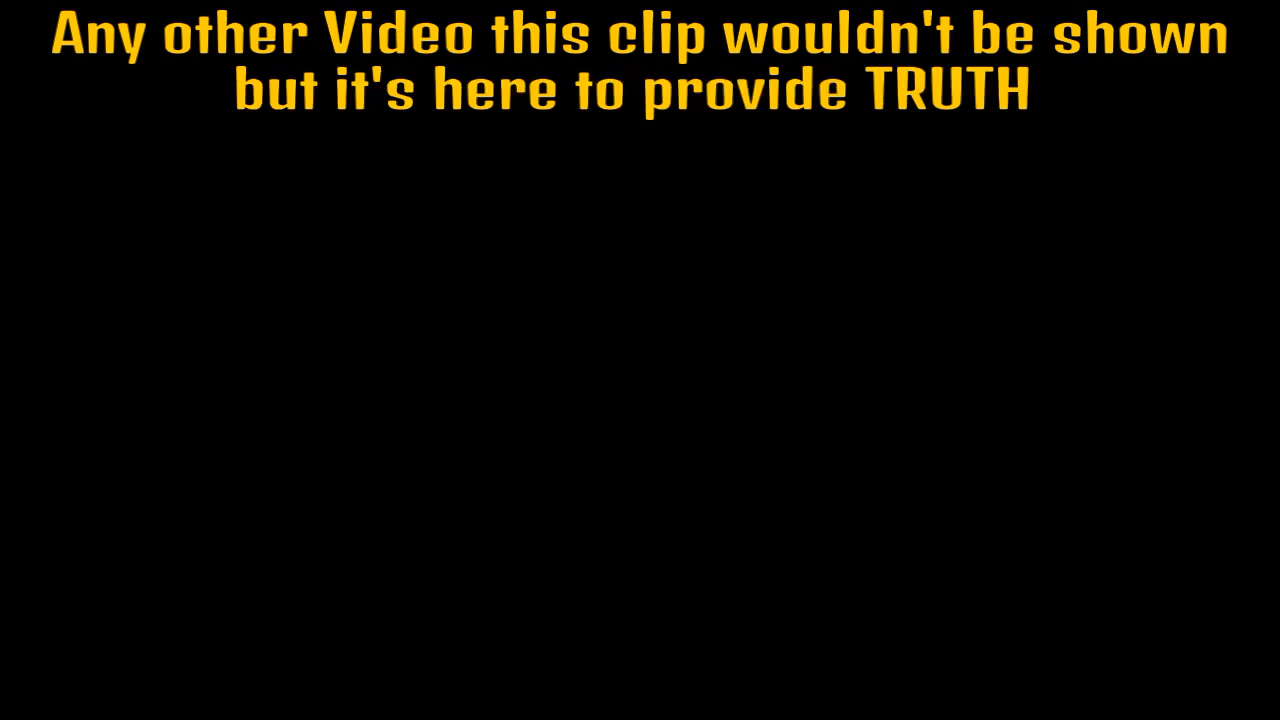 Any other Video this clip wouldn't be shown
but it's here to provide TRUTH